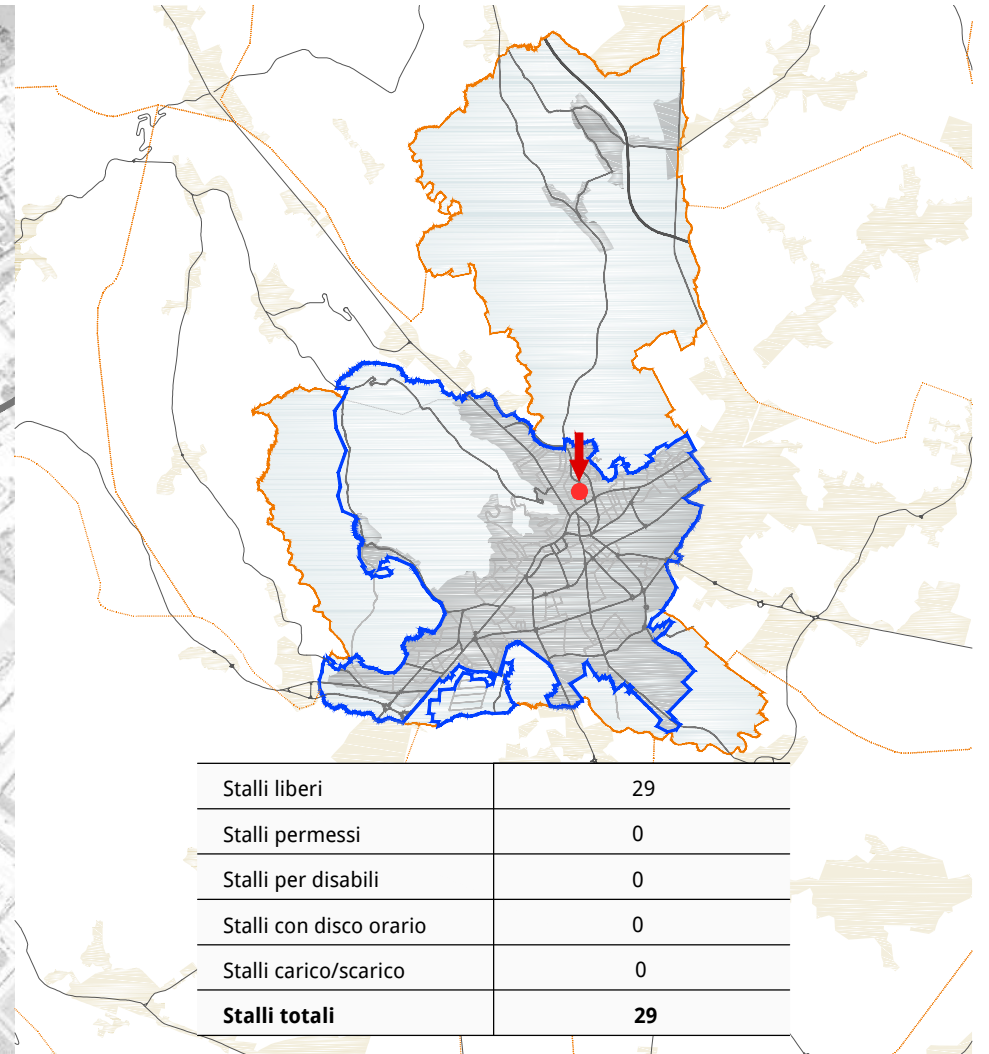 Stalli liberi 29
Stalli permessi 0
Stalli per disabili 0
Stalli con disco orario 0
Stalli carico/scarico 0
Stalli totali 29